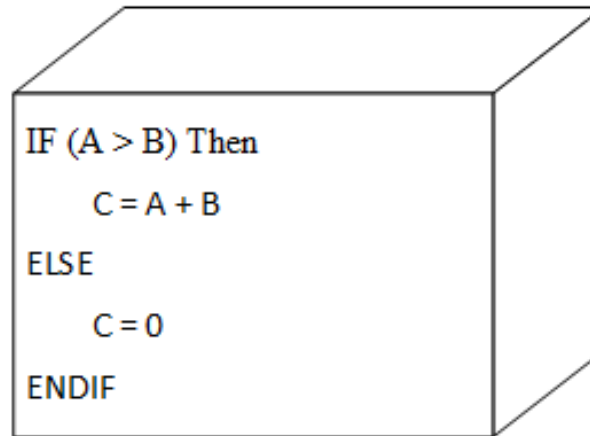 IF (A > B) Then
C = A + B
ELSE
C = 0
ENDIF